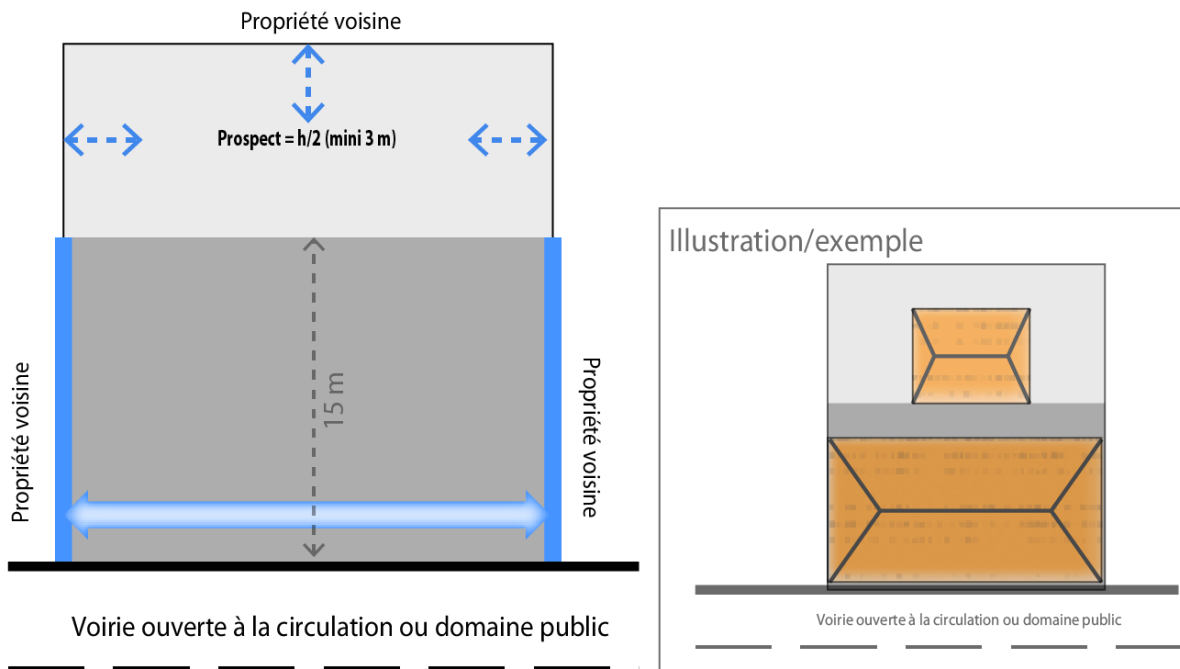 Propriété voisine
Prospect = h/2 (mini 3 m)
15 m
Propriété voisine
Propriété voisine
Voirie ouverte à la circulation ou domaine public
Illustration/exemple
Voirie ouverte à la circulation ou domaine public